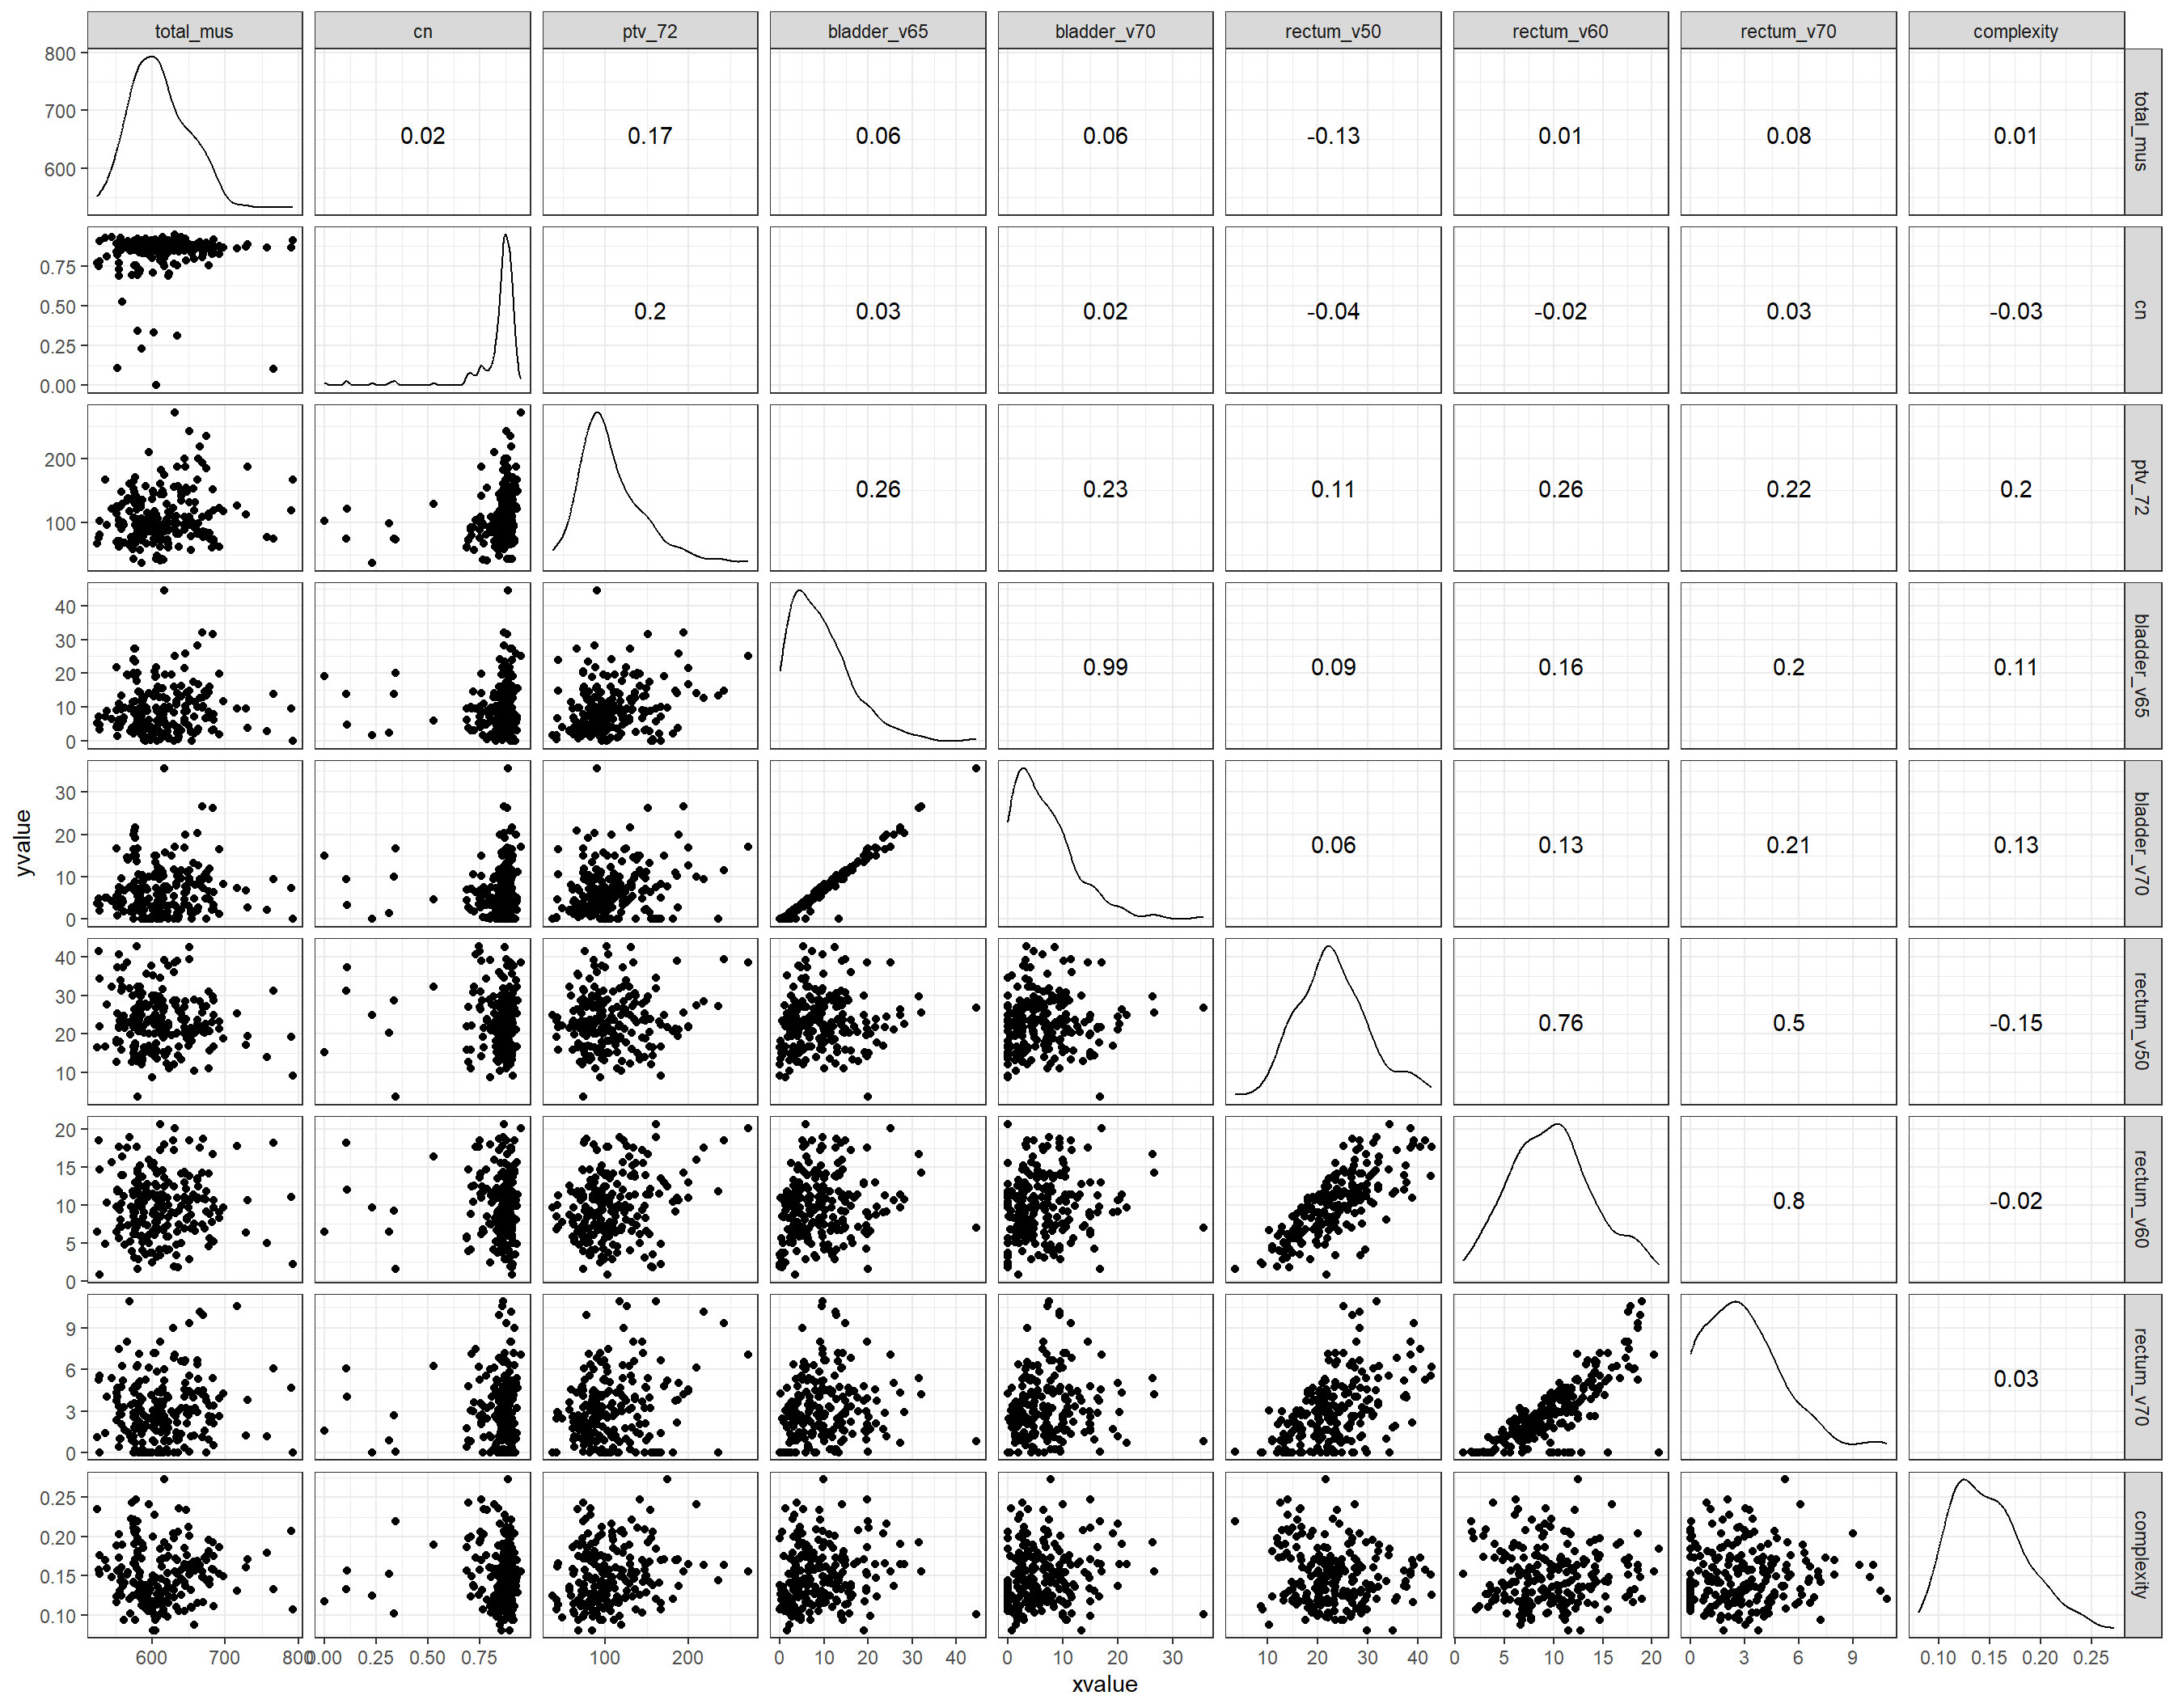 total_mus cn ptv_72 bladder_v65 bladder_v70 rectum_v50 rectum_v60 rectum_v70 complexity
800
700
600
0.02 0.17 0.06 0.06 -0.13 0.01 0.08 0.01
total_mus
0.75
0.50
0.25
0.00
0.2 0.03 0.02 -0.04 -0.02 0.03 -0.03
cn
200
100
0.26 0.23 0.11 0.26 0.22 0.2
ptv_72
40
30
20
10
0
0.99 0.09 0.16 0.2 0.11
bladder_v65
30
20
10
0
0.06 0.13 0.21 0.13
bladder_v70
yvalue
40
30
20
10
0.76 0.5 -0.15
rectum_v50
20
15
10
5
0
0.8 -0.02
rectum_v60
9
6
3
0
0.03
rectum_v70
0.25
0.20
0.15
0.10
complexity
600 700 800 0.00 0.25 0.50 0.75 100 200 0 10 20 30 40 0 10 20 30 10 20 30 40 0 5 10 15 20 0 3 6 9 0.10 0.15 0.20 0.25
xvalue